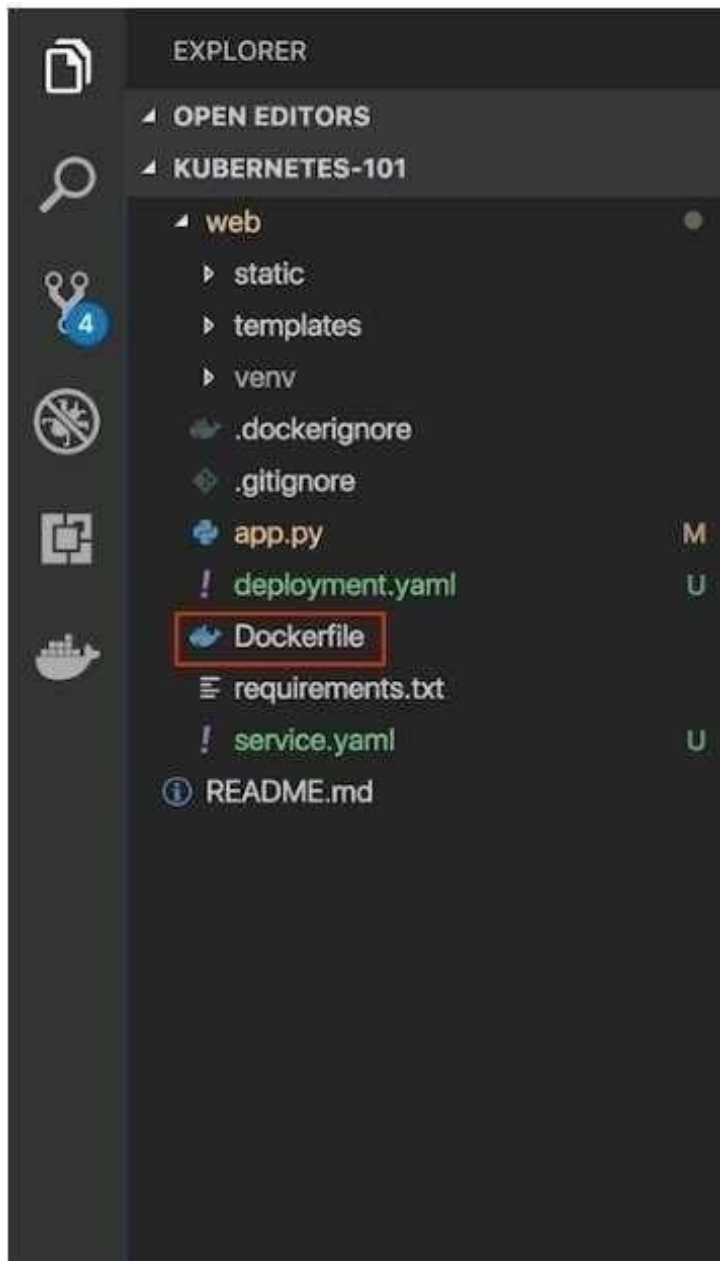 EXPLORER
OPEN EDITORS
KUBERNETES-101
web
static
4
templates
venv
.dockerignore
.gitignore
app.py M
! deployment.yaml U
Dockerfile
requirements.txt
! service.yaml U
README.md